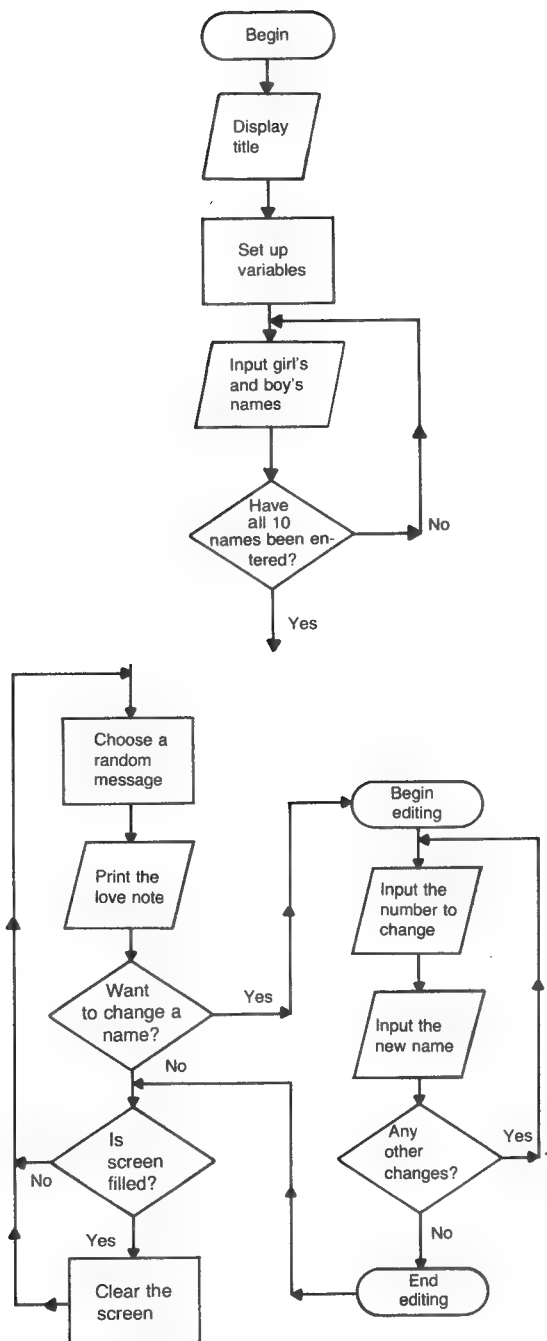 Begin
Display
title
Set up
variables
Input girl's
and boy's
names
Have
all 10
names been en-
tered?
No
Yes
Choose a
random
message
Print the
love note
Want
to change a
name?
Yes
No
Is
screen
filled?
No
Yes
Clear the
screen
Begin
editing
Input the
number to
change
Input the
new name
Any
other
changes?
Yes
No
End
editing